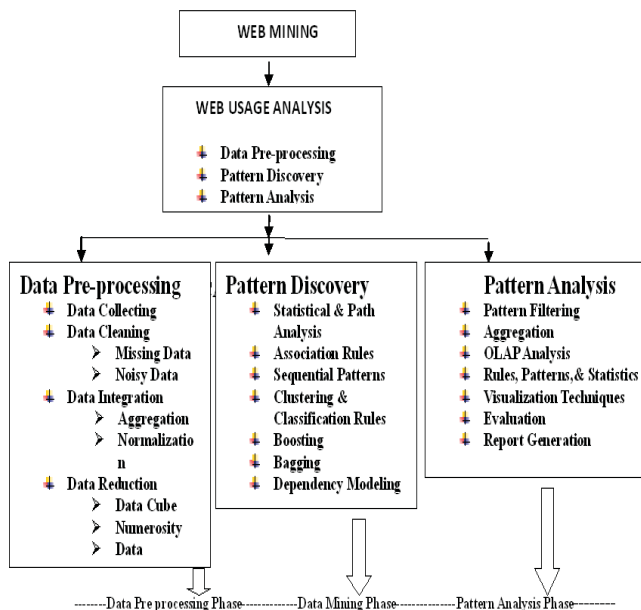 WEB MINING
WEB USAGE ANALYSIS
Data Pre-processing
Pattern Discovery
Pattern Analysis
Data Pre-processing
Data Collecting
Data Cleaning
Missing Data
Noisy Data
Data Integration
Aggregation
Normalizatio
n
Data Reduction
Data Cube
Numerosity
Data
Pattern Discovery
Statistical & Path
Analysis
Association Rules
Sequential Patterns
Clustering &
Classification Rules
Boosting
Bagging
Dependency Modeling
Pattern Analysis
Pattern Filtering
Aggregation
OLAP Analysis
Rules, Patterns,& Statistics
Visualization Techniques
Evaluation
Report Generation
--------Data Pre processing Phase-----------Data Mining Phase--------Pattern Analysis Phase---------